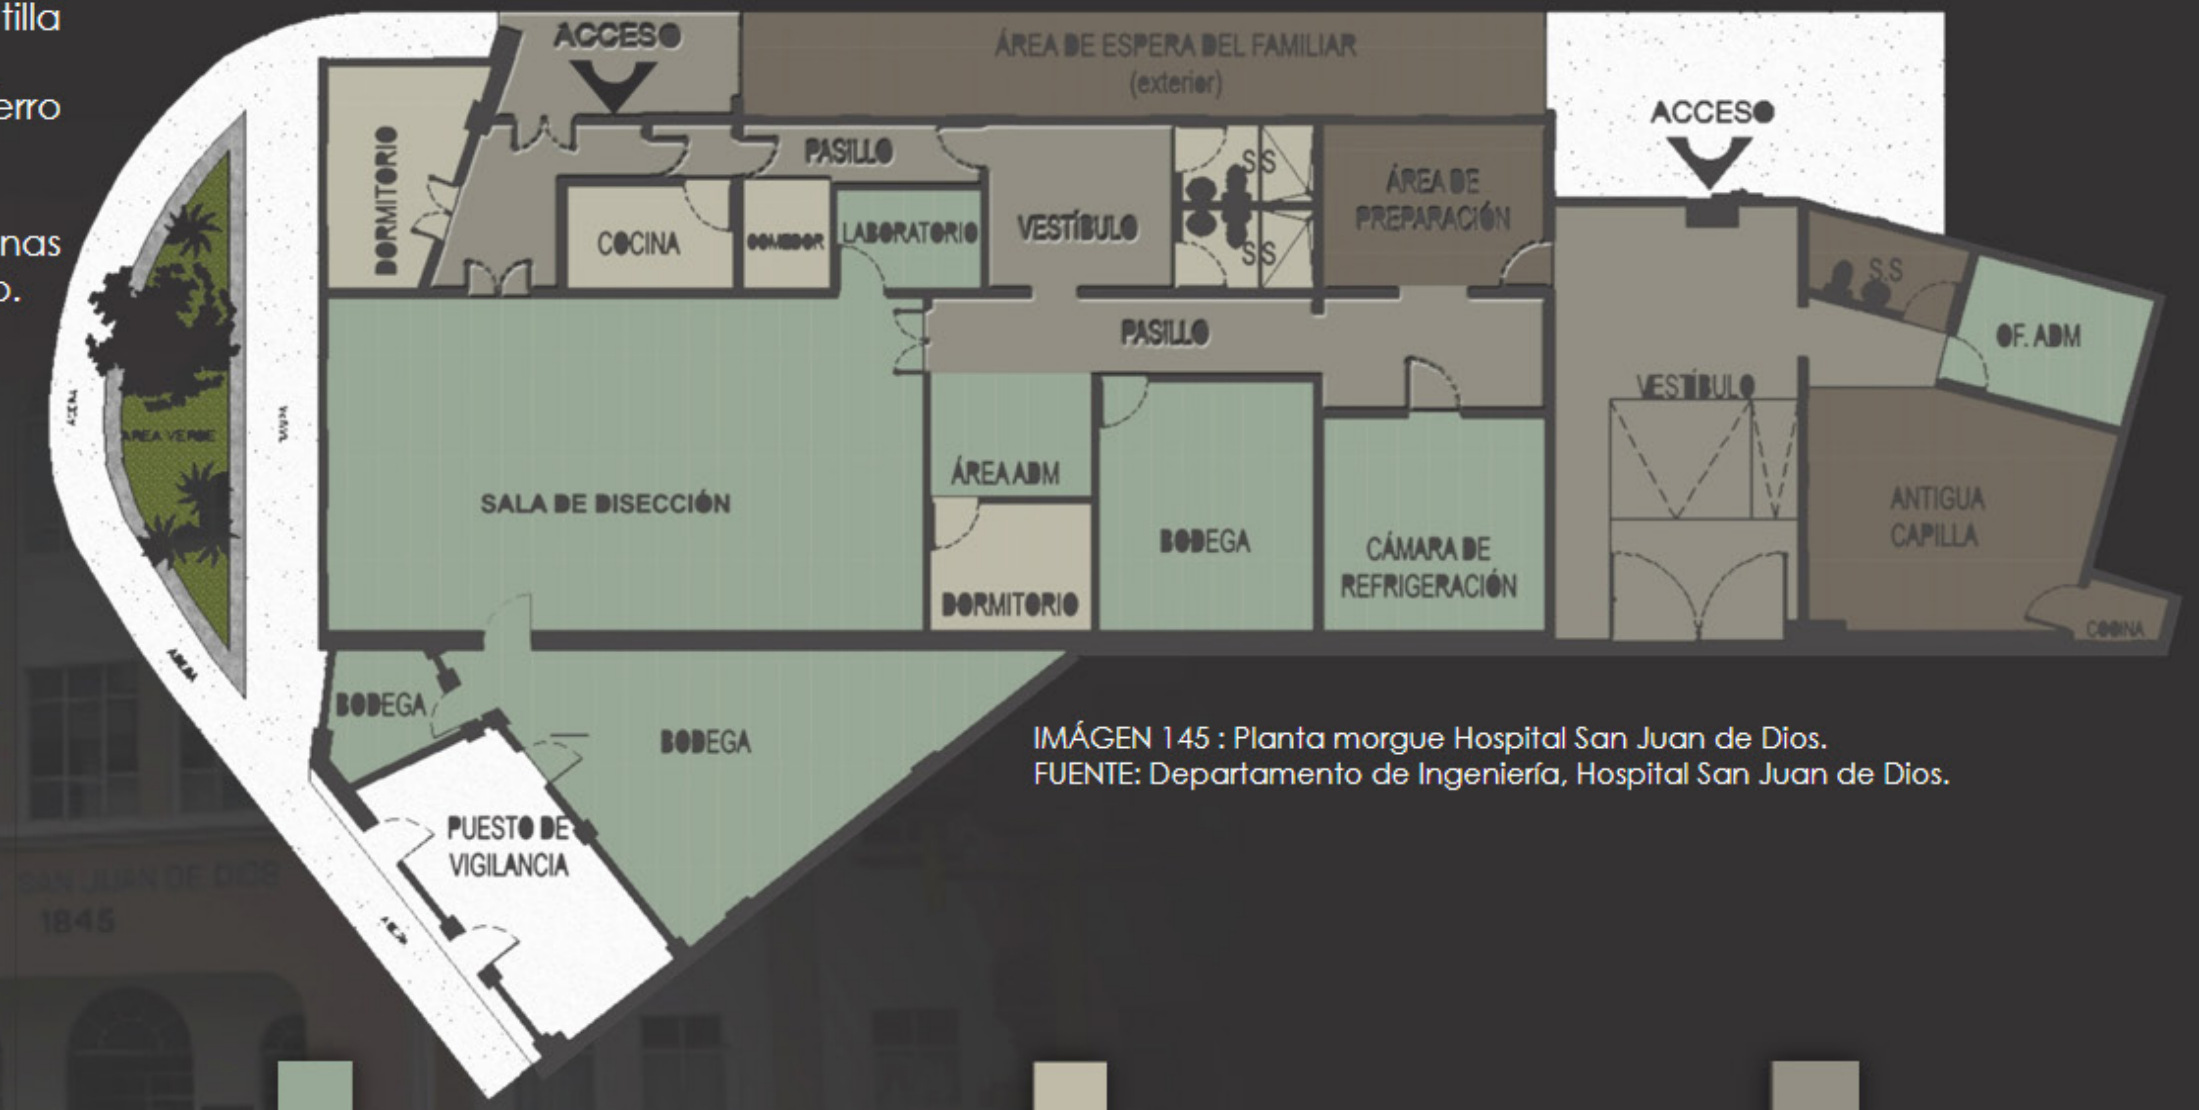 tilla
erro
nas
o.
ACCESO
ÁREA DE ESPERA DEL FAMILIAR
(exterior)
ACCESO
DORMITORIO
PASILLO
S.S
ÁREA DE
PREPARACIÓN
COCINA
COMEDOR
LABORATORIO
VESTÍBULO
S.S
S.S
OF. ADM
PASILLO
VESTÍBULO
AREA VERDE
ÁREA ADM
SALA DE DISECCIÓN
ANTIGUA
CAPILLA
BODEGA
CÁMARA DE
REFRIGERACIÓN
DORMITORIO
COCINA
BODEGA
BODEGA
IMÁGEN 145 : Planta morgue Hospital San Juan de Dios.
FUENTE: Departamento de Ingeniería, Hospital San Juan de Dios.
PUESTO DE
VIGILANCIA
SAN JUAN DE DIOS
1845